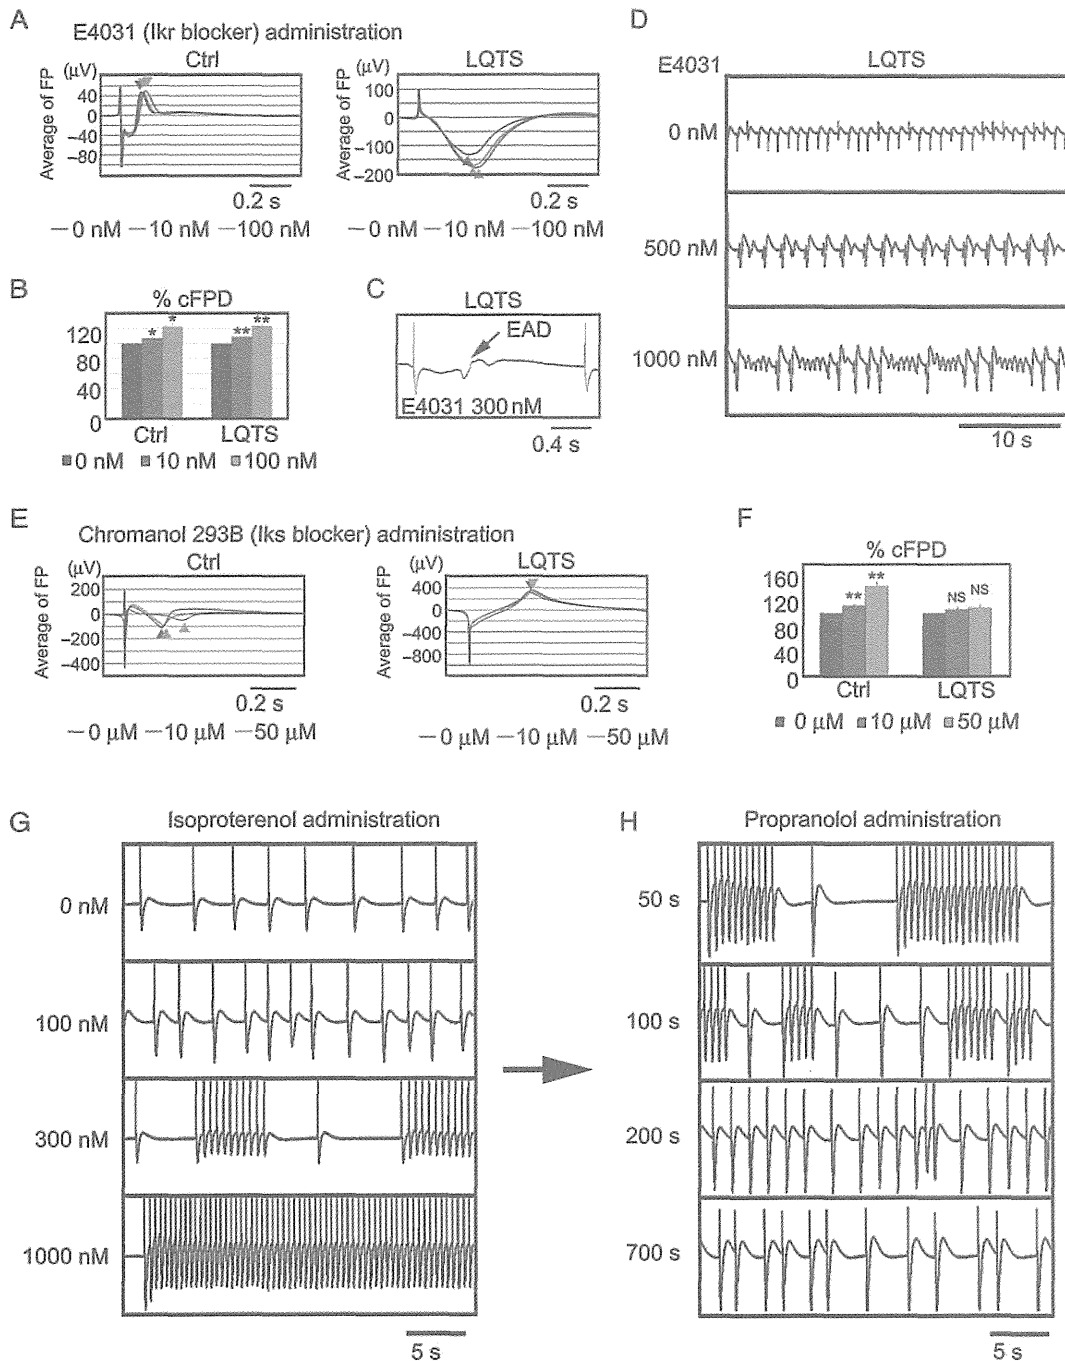 A
E4031 (Ikr blocker) administration
Ctrl
Average of FP
(μV)
40
0
−40
−80
0.2 s
— 0 nM — 10 nM — 100 nM
LQTS
Average of FP
(μV)
100
0
−100
−200
0.2 s
— 0 nM — 10 nM — 100 nM
B
% cFPD
120
80
40
0
*
*
**
**
Ctrl
LQTS
0 nM 10 nM 100 nM
C
LQTS
EAD
E4031 300 nM
0.4 s
D
E4031
LQTS
0 nM
500 nM
1000 nM
10 s
E
Chromanol 293B (Iks blocker) administration
Ctrl
Average of FP
(μV)
200
0
−200
−400
0.2 s
— 0 μM — 10 μM — 50 μM
LQTS
Average of FP
(μV)
400
0
−400
−800
0.2 s
— 0 μM — 10 μM — 50 μM
F
% cFPD
160
120
80
40
0
**
**
NS
NS
Ctrl
LQTS
0 μM 10 μM 50 μM
G
Isoproterenol administration
0 nM
100 nM
300 nM
1000 nM
5 s
H
Propranolol administration
50 s
100 s
200 s
700 s
5 s